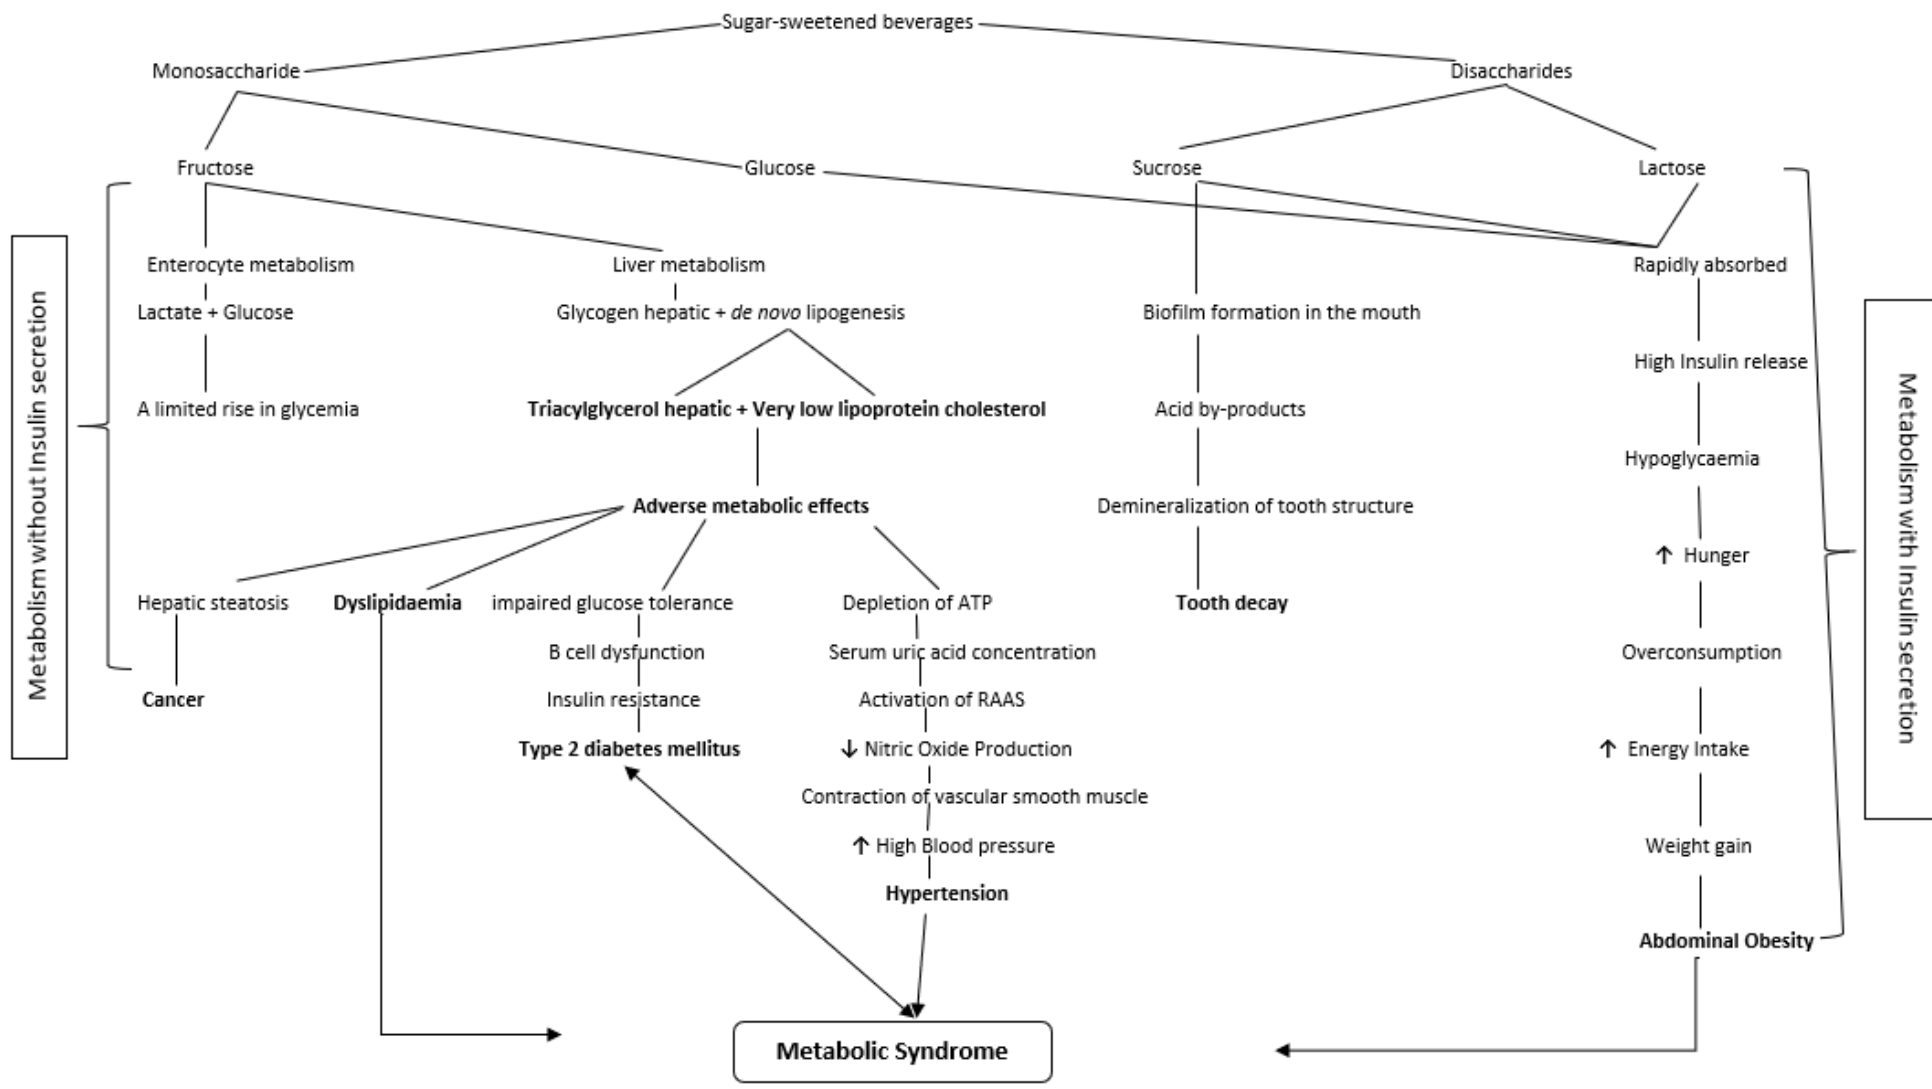 Sugar-sweetened beverages
Monosaccharide
Disaccharides
Fructose
Glucose
Sucrose
Lactose
Enterocyte metabolism
Liver metabolism
Rapidly absorbed
Lactate + Glucose
Glycogen hepatic + de novo lipogenesis
Biofilm formation in the mouth
High Insulin release
A limited rise in glycemia
Triacylglycerol hepatic + Very low lipoprotein cholesterol
Acid by-products
Hypoglycaemia
Adverse metabolic effects
Demineralization of tooth structure
↑ Hunger
Hepatic steatosis
Dyslipidaemia
impaired glucose tolerance
Depletion of ATP
Tooth decay
B cell dysfunction
Serum uric acid concentration
Overconsumption
Cancer
Insulin resistance
Activation of RAAS
Type 2 diabetes mellitus
↓ Nitric Oxide Production
↑ Energy Intake
Contraction of vascular smooth muscle
↑ High Blood pressure
Weight gain
Hypertension
Abdominal Obesity
Metabolic Syndrome
Metabolism without Insulin secretion
Metabolism with Insulin secretion